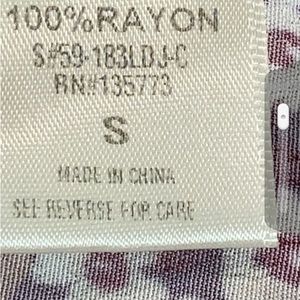 100%RAYON
S#59-183LDJ-C
RN#135773
S
MADE IN CHINA
SEE REVERSE FOR CARE